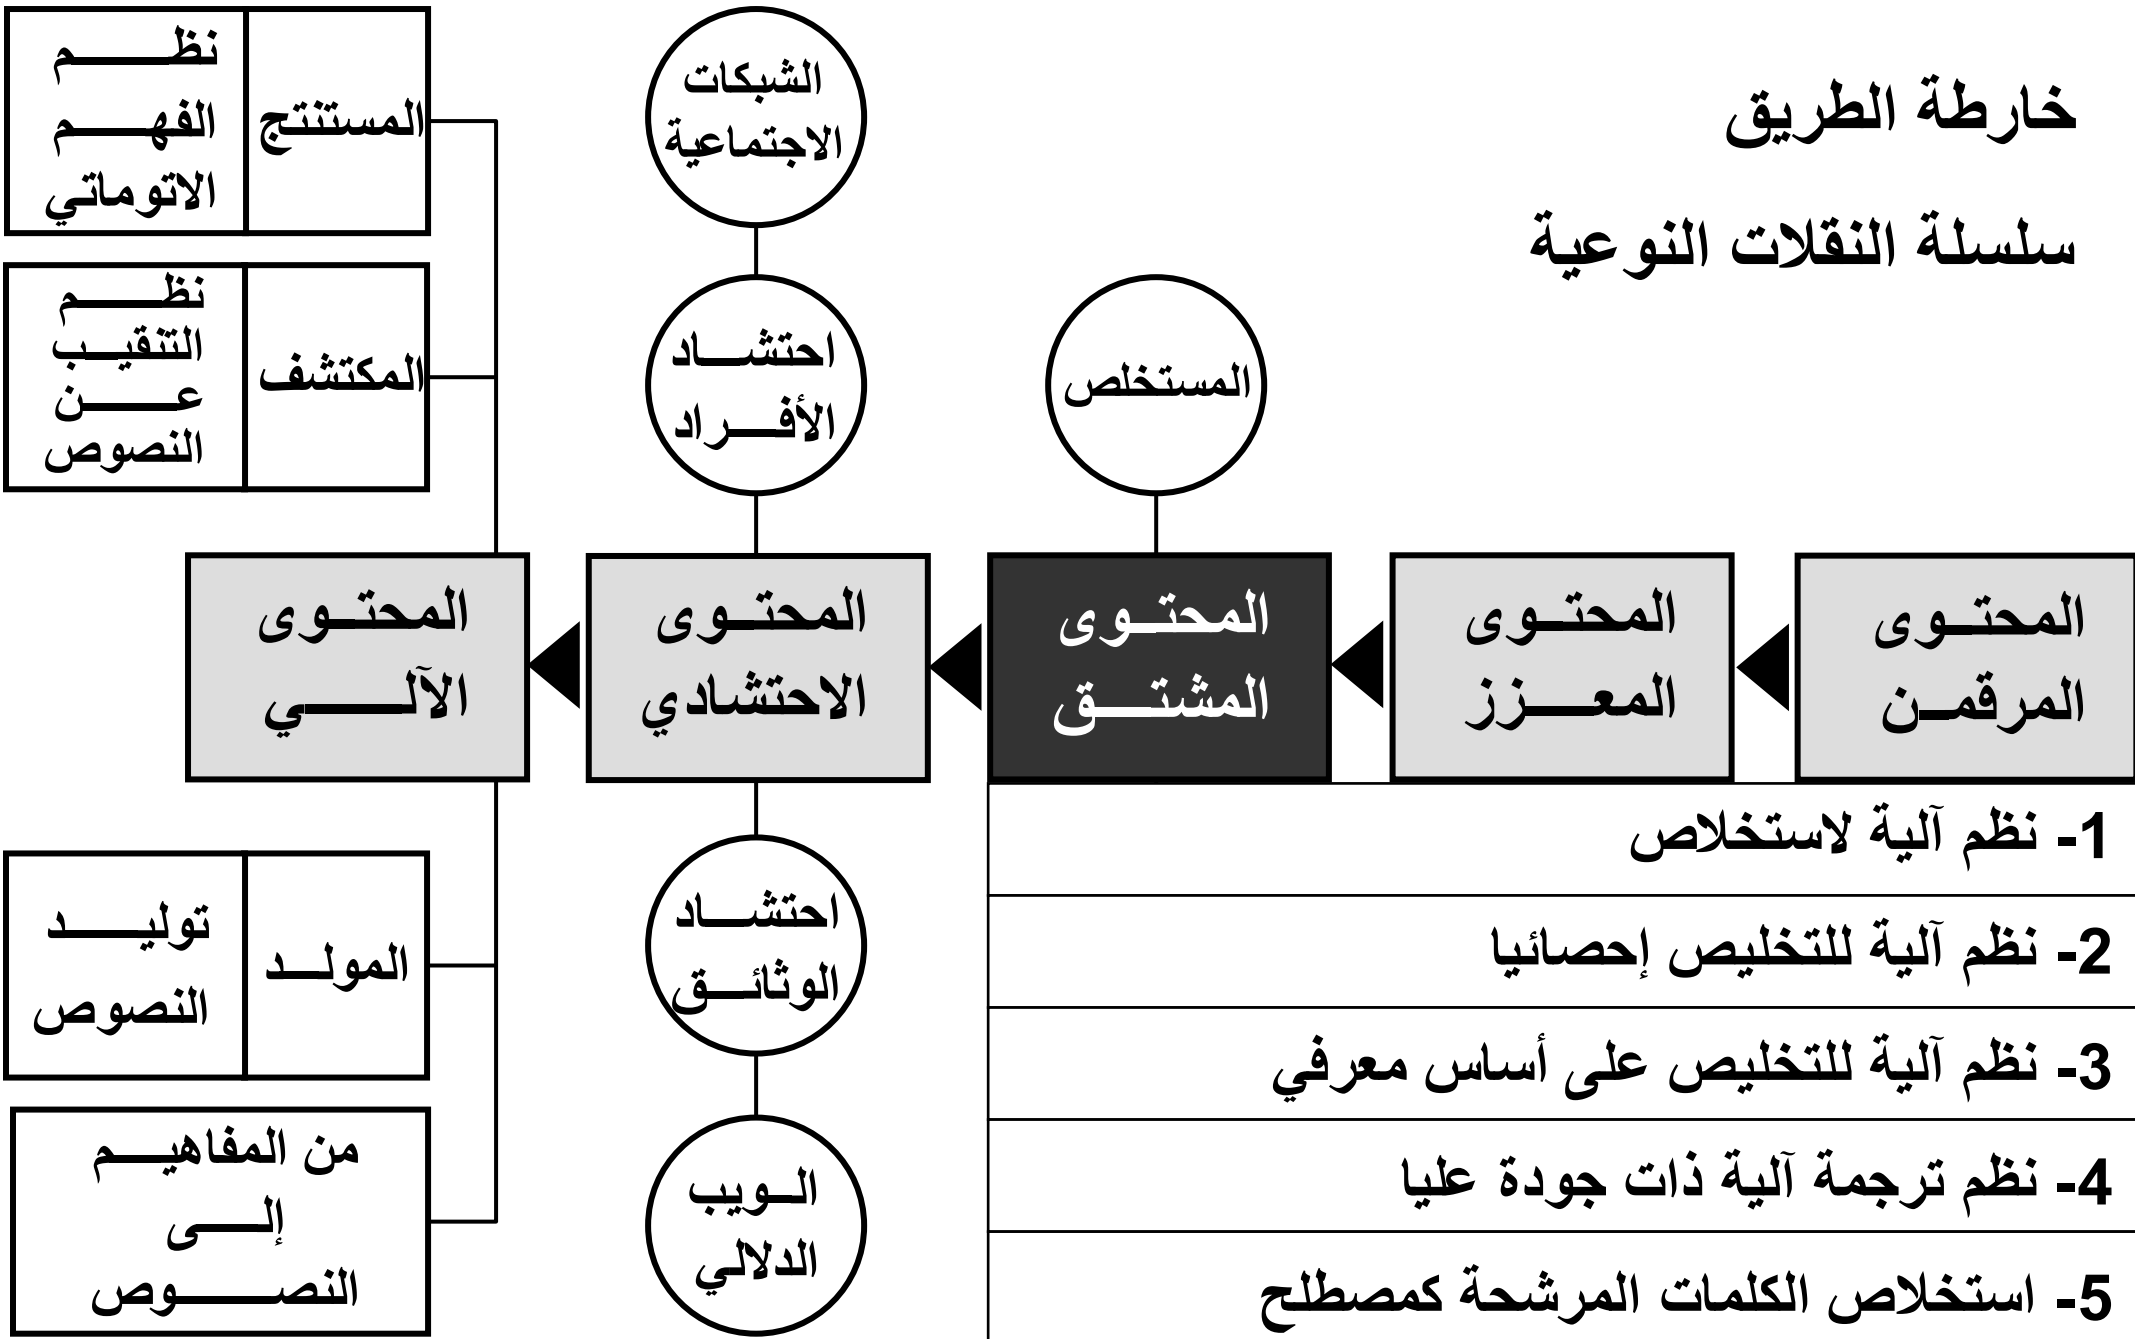 خارطة الطريق
سلسلة النقلات النوعية
المستخلص
الشبكات
الاجتماعية
احتشاد
الأفراد
نظم
الفهم
الاتوماتي
المستنتج
نظم
التنقيب
عن
النصوص
المكتشف
المحتوى
المرقمن
المحتوى
المعزز
المحتوى
المشتق
المحتوى
الاحتشادي
المحتوى
الآلي
1- نظم آلية لاستخلاص
2- نظم آلية للتخليص إحصائيا
3- نظم آلية للتخليص على أساس معرفي
4- نظم ترجمة آلية ذات جودة عليا
5- استخلاص الكلمات المرشحة كمصطلح
احتشاد
الوثائق
الويب
الدلالي
المولد
توليد
النصوص
من المفاهيم
إلى
النصوص